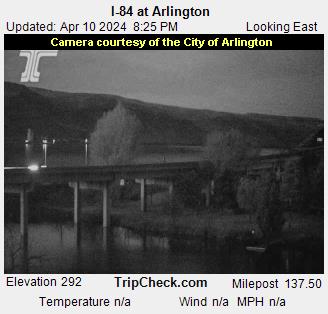 I-84 at Arlington
Updated: Apr 10 2024 8:25 PM Looking East
Camera courtesy of the City of Arlington
Elevation 292 TripCheck.com Milepost 137.50
Temperature n/a Wind n/a MPH n/a